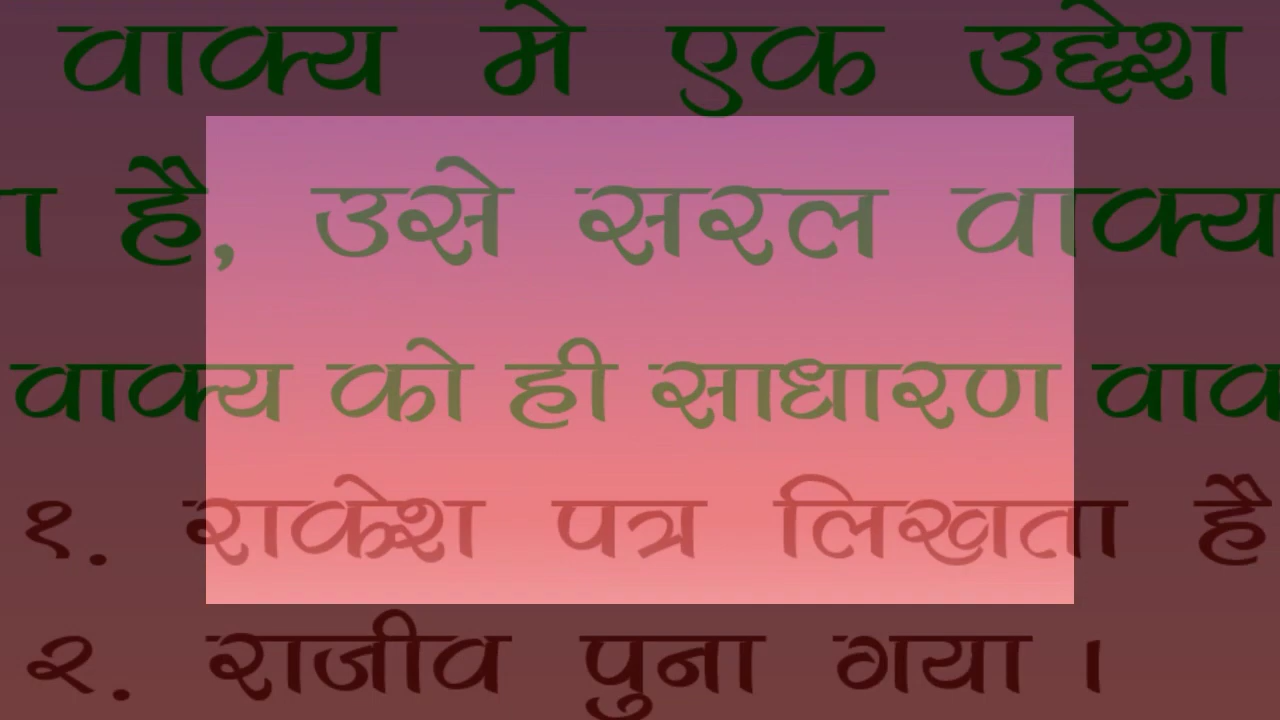 वाक्य मे एक उद्देश
है, उसे सरल वाक्य
वाक्य को ही साधारण
१. राकेश पत्र लिखता है
२. राजीव पुना गया ।